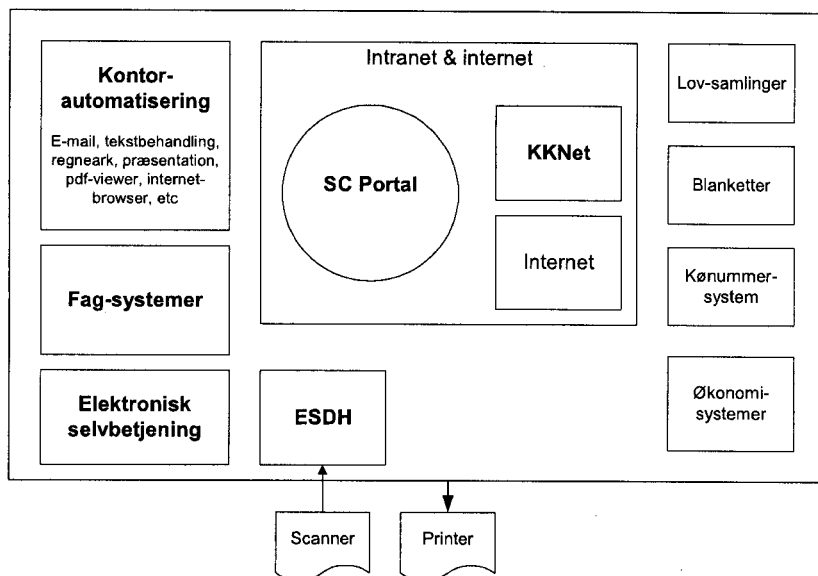 Kontor-
automatisering
E-mail, tekstbehandling,
regneark, præsentation,
pdf-viewer, internet-
browser, etc
Fag-systemer
Elektronisk
selvbetjening
Intranet & internet
SC Portal
KKNet
Internet
ESDH
Lov-samlinger
Blanketter
Kønummer-
system
Økonomi-
systemer
Scanner
Printer